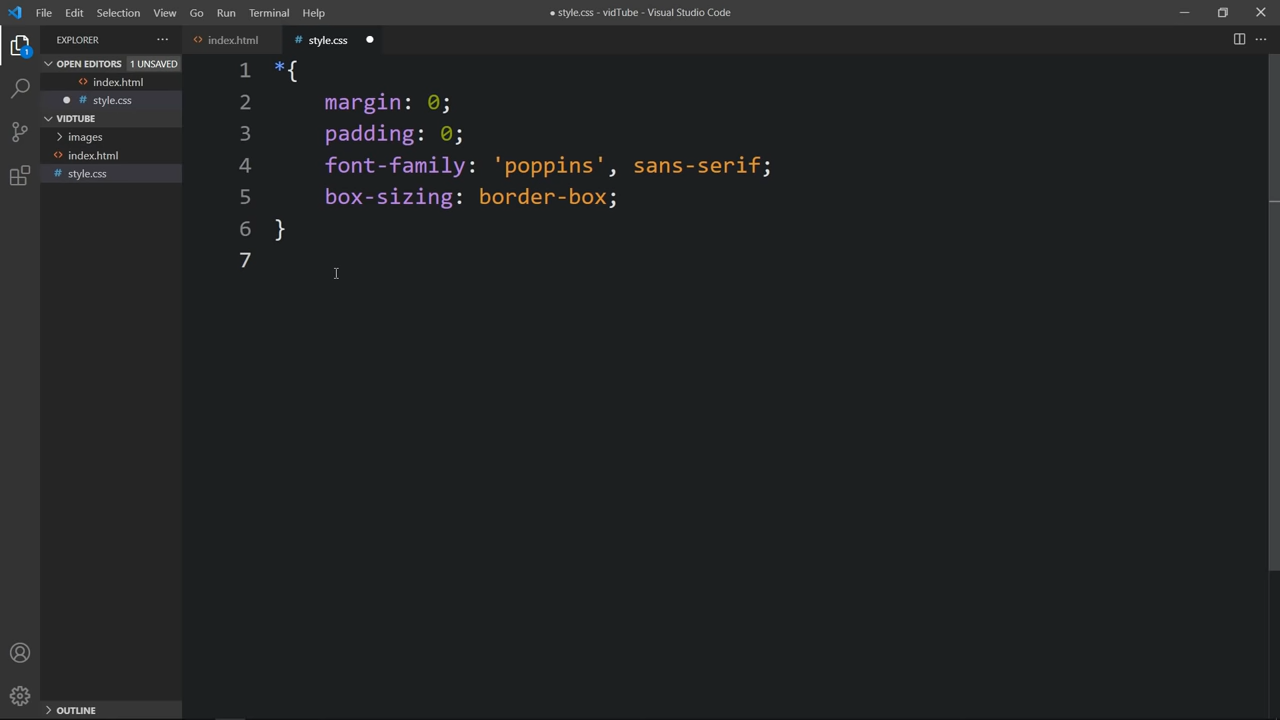 File Edit Selection View Go Run Terminal Help ● style.css - vidTube - Visual Studio Code
EXPLORER ··· <> index.html # style.css ●
1
OPEN EDITORS 1 UNSAVED
<> index.html
● # style.css
VIDTUBE
images
<> index.html
# style.css
OUTLINE
1 *{
2 margin: 0;
3 padding: 0;
4 font-family: 'poppins', sans-serif;
5 box-sizing: border-box;
6 }
7